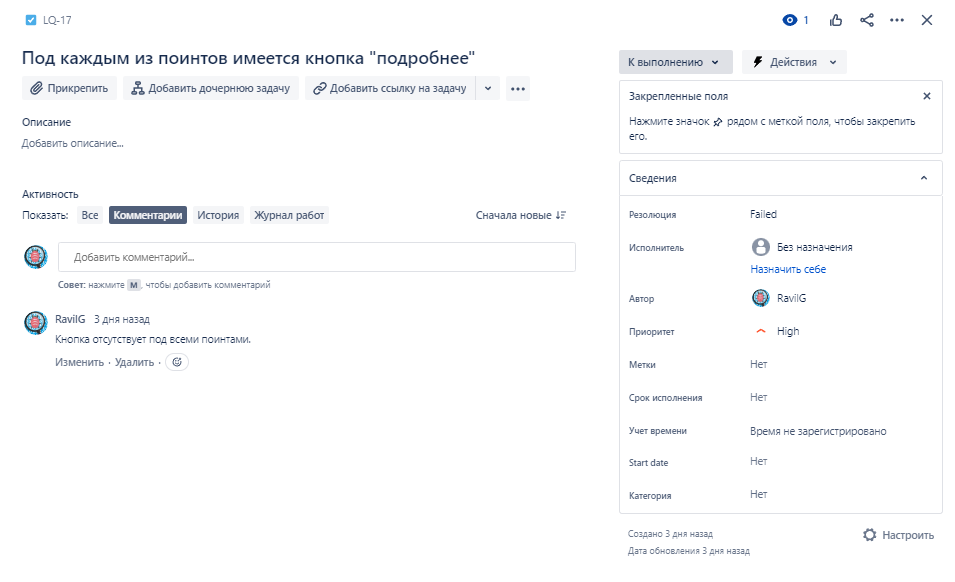 LQ-17
1
Под каждым из поинтов имеется кнопка "подробнее"
Прикрепить
Добавить дочернюю задачу
Добавить ссылку на задачу
Описание
Добавить описание...
Активность
Показать:
Все
Комментарии
История
Журнал работ
Сначала новые
Добавить комментарий...
Совет: нажмите M, чтобы добавить комментарий
RavilG 3 дня назад
Кнопка отсутствует под всеми поинтами.
Изменить · Удалить ·
К выполнению
Действия
Закрепленные поля
Нажмите значок рядом с меткой поля, чтобы закрепить
его.
Сведения
Резолюция Failed
Исполнитель Без назначения
Назначить себе
Автор RavilG
Приоритет High
Метки Нет
Срок исполнения Нет
Учет времени Время не зарегистрировано
Start date Нет
Категория Нет
Создано 3 дня назад
Дата обновления 3 дня назад
Настроить